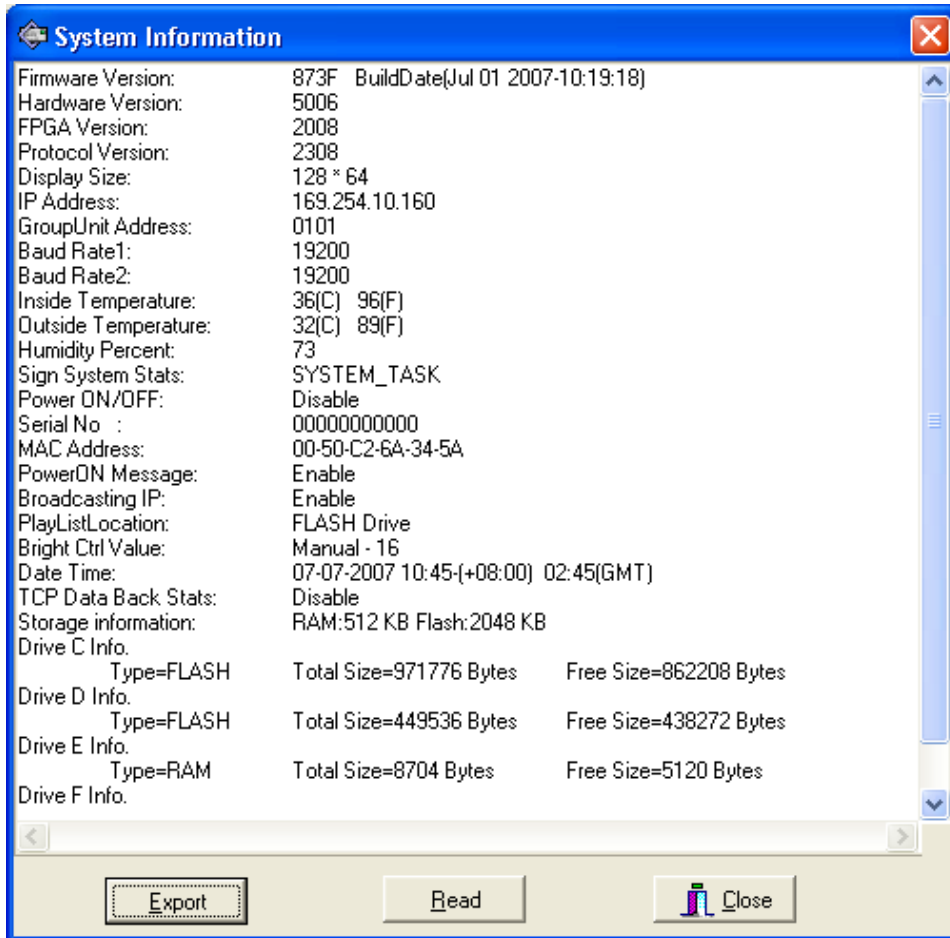 System Information
Firmware Version: 873F BuildDate(Jul 01 2007-10:19:18)
Hardware Version: 5006
FPGA Version: 2008
Protocol Version: 2308
Display Size: 128 * 64
IP Address: 169.254.10.160
GroupUnit Address: 0101
Baud Rate1: 19200
Baud Rate2: 19200
Inside Temperature: 36(C) 96(F)
Outside Temperature: 32(C) 89(F)
Humidity Percent: 73
Sign System Stats: SYSTEM_TASK
Power ON/OFF: Disable
Serial No : 00000000000
MAC Address: 00-50-C2-6A-34-5A
PowerON Message: Enable
Broadcasting IP: Enable
PlayListLocation: FLASH Drive
Bright Ctrl Value: Manual - 16
Date Time: 07-07-2007 10:45-(+08:00) 02:45(GMT)
TCP Data Back Stats: Disable
Storage information: RAM:512 KB Flash:2048 KB
Drive C Info.
Type=FLASH Total Size=971776 Bytes Free Size=862208 Bytes
Drive D Info.
Type=FLASH Total Size=449536 Bytes Free Size=438272 Bytes
Drive E Info.
Type=RAM Total Size=8704 Bytes Free Size=5120 Bytes
Drive F Info.
Export Read Close